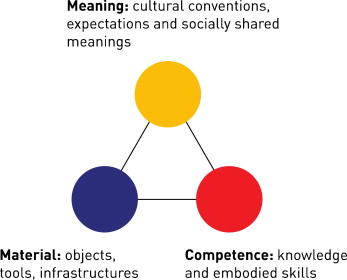 Meaning: cultural conventions,
expectations and socially shared
meanings
Material: objects,
tools, infrastructures
Competence: knowledge
and embodied skills